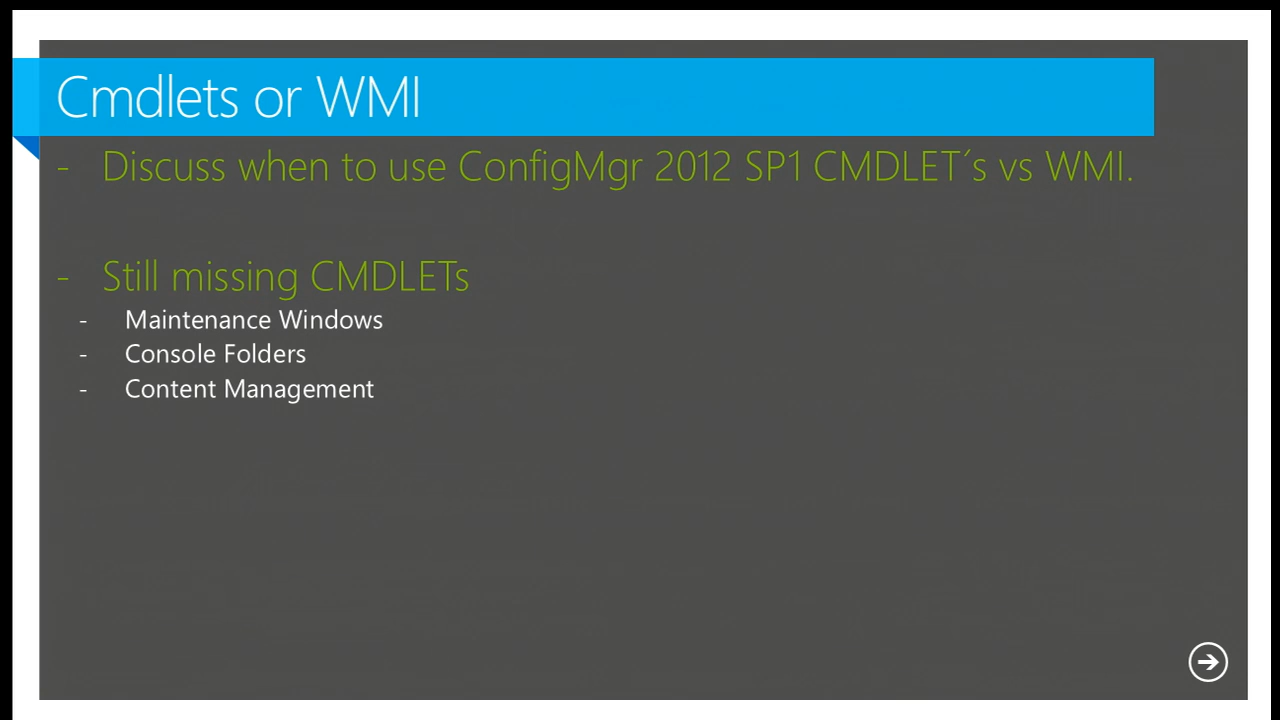 Cmdlets or WMI
- Discuss when to use ConfigMgr 2012 SP1 CMDLET´s vs WMI.
- Still missing CMDLETs
- Maintenance Windows
- Console Folders
- Content Management